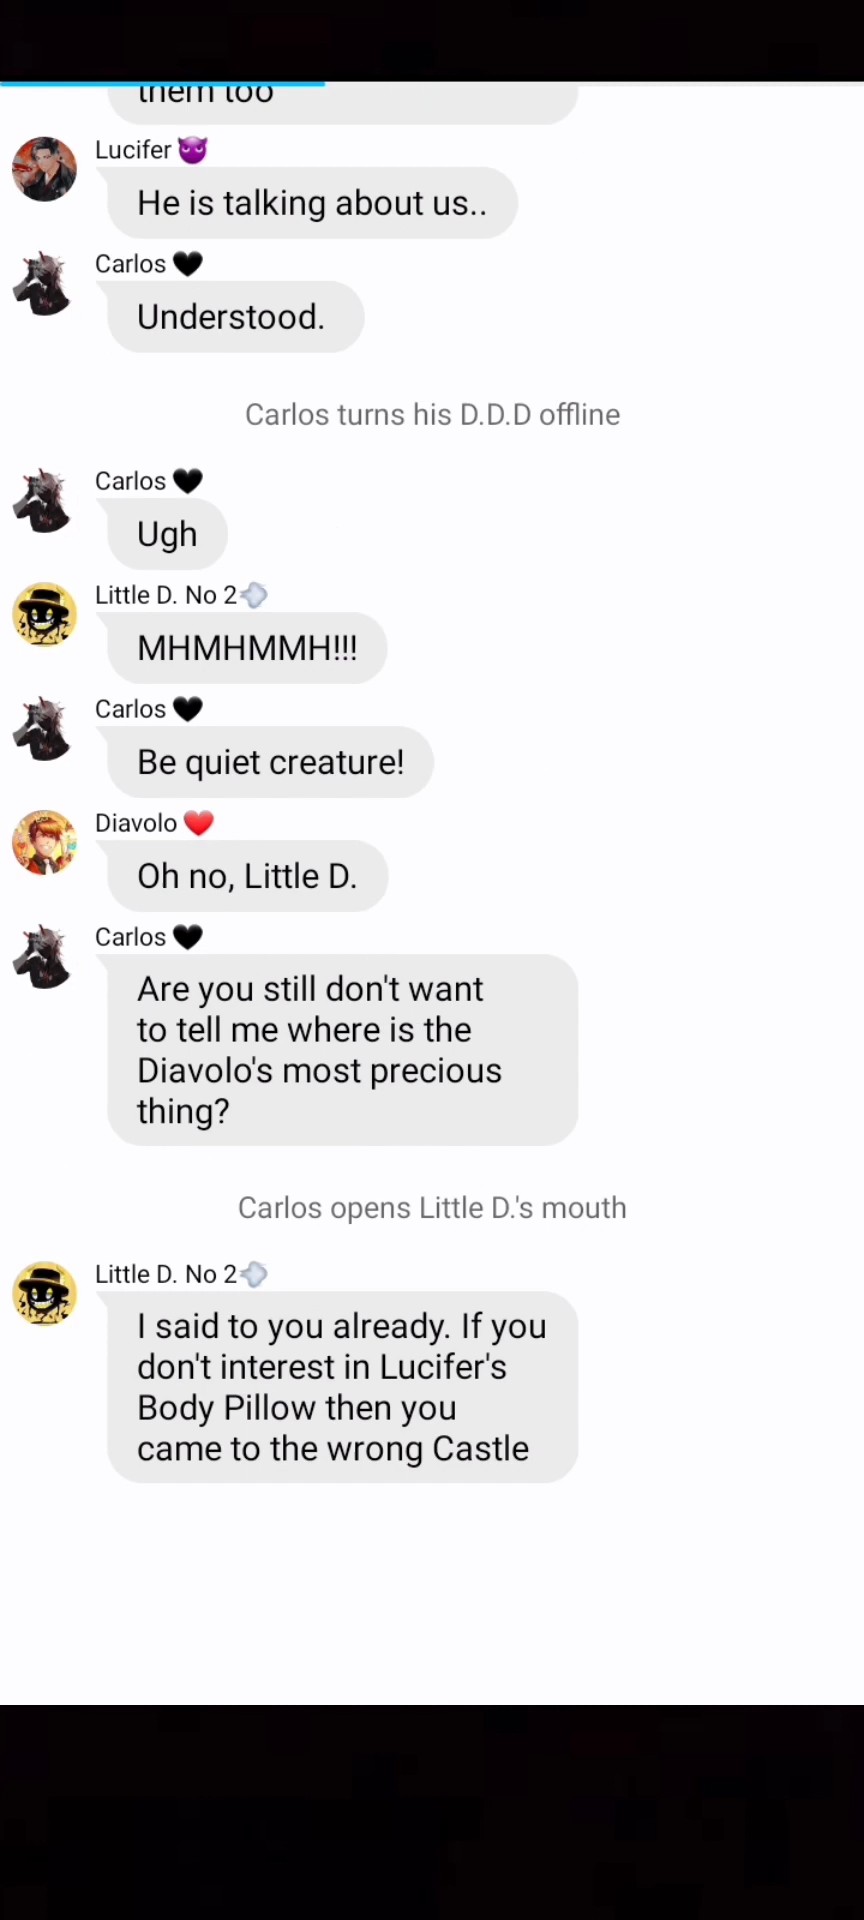 them too
Lucifer 😈
He is talking about us..
Carlos 🖤
Understood.
Carlos turns his D.D.D offline
Carlos 🖤
Ugh
Little D. No 2💨
MHMHMMH!!!
Carlos 🖤
Be quiet creature!
Diavolo ❤️
Oh no, Little D.
Carlos 🖤
Are you still don't want
to tell me where is the
Diavolo's most precious
thing?
Carlos opens Little D.'s mouth
Little D. No 2💨
I said to you already. If you
don't interest in Lucifer's
Body Pillow then you
came to the wrong Castle